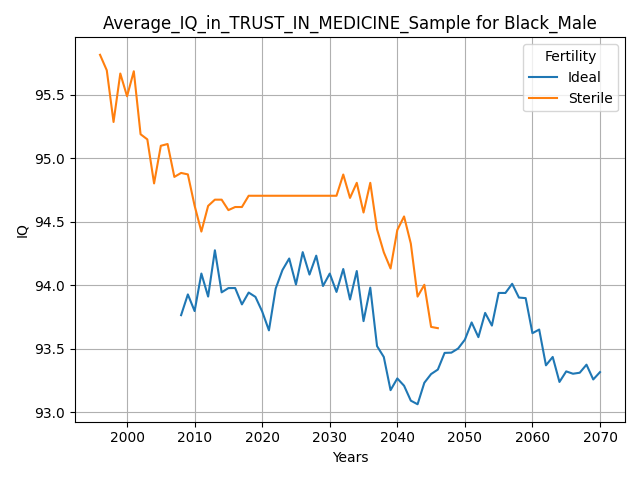 Average_IQ_in_TRUST_IN_MEDICINE_Sample for Black_Male
Fertility
Ideal
Sterile
95.5
95.0
94.5
94.0
93.5
93.0
IQ
2000 2010 2020 2030 2040 2050 2060 2070
Years